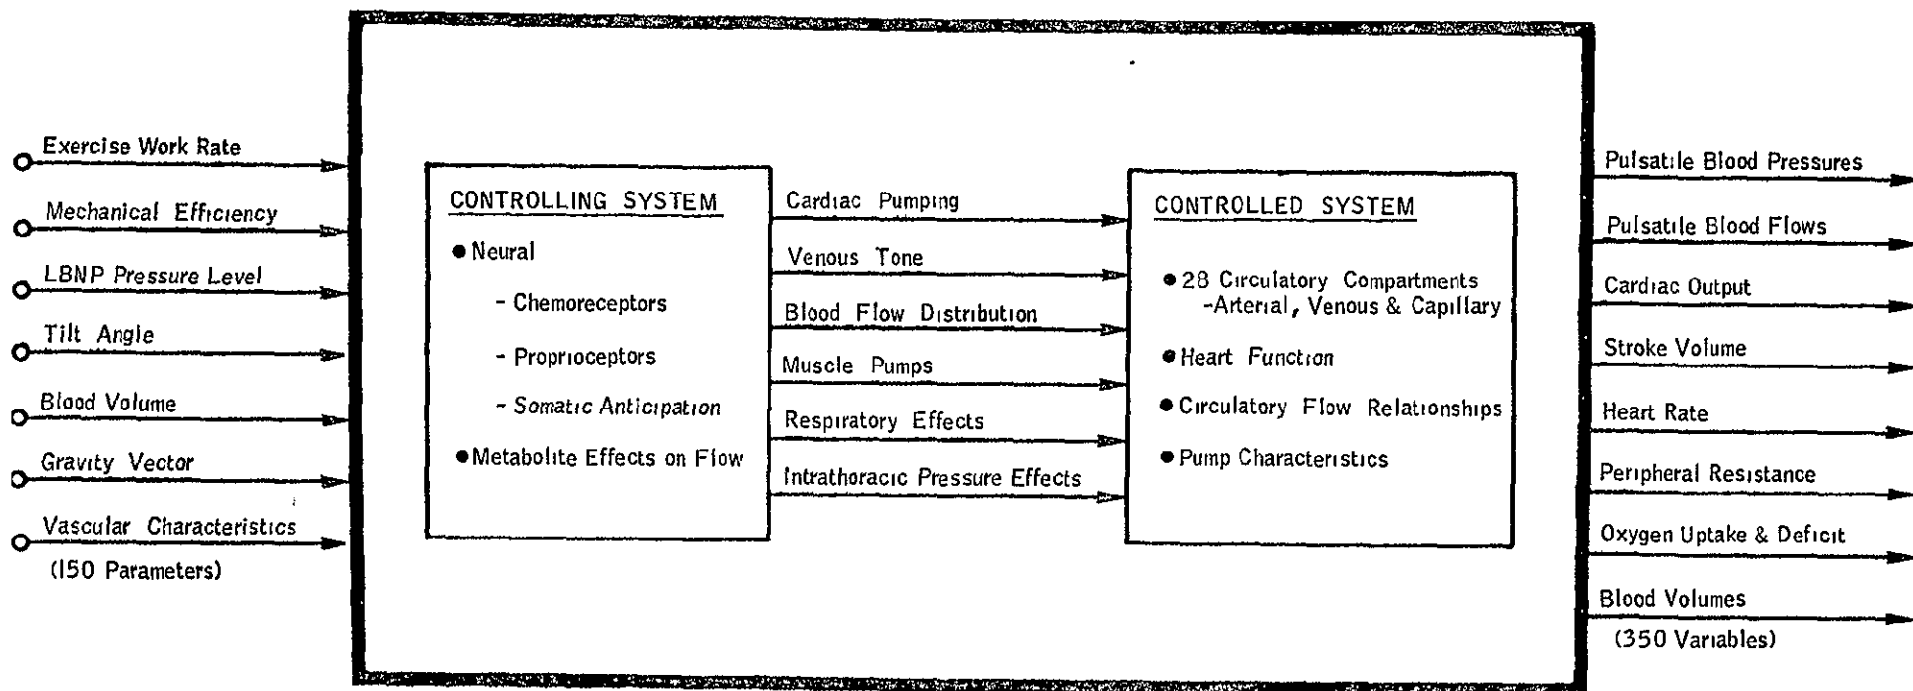 Exercise Work Rate
Mechanical Efficiency
LBNP Pressure Level
Tilt Angle
Blood Volume
Gravity Vector
Vascular Characteristics
(150 Parameters)
CONTROLLING SYSTEM
● Neural
- Chemoreceptors
- Proprioceptors
- Somatic Anticipation
● Metabolite Effects on Flow
Cardiac Pumping
Venous Tone
Blood Flow Distribution
Muscle Pumps
Respiratory Effects
Intrathoracic Pressure Effects
CONTROLLED SYSTEM
● 28 Circulatory Compartments
-Arterial, Venous & Capillary
● Heart Function
● Circulatory Flow Relationships
● Pump Characteristics
Pulsatile Blood Pressures
Pulsatile Blood Flows
Cardiac Output
Stroke Volume
Heart Rate
Peripheral Resistance
Oxygen Uptake & Deficit
Blood Volumes
(350 Variables)